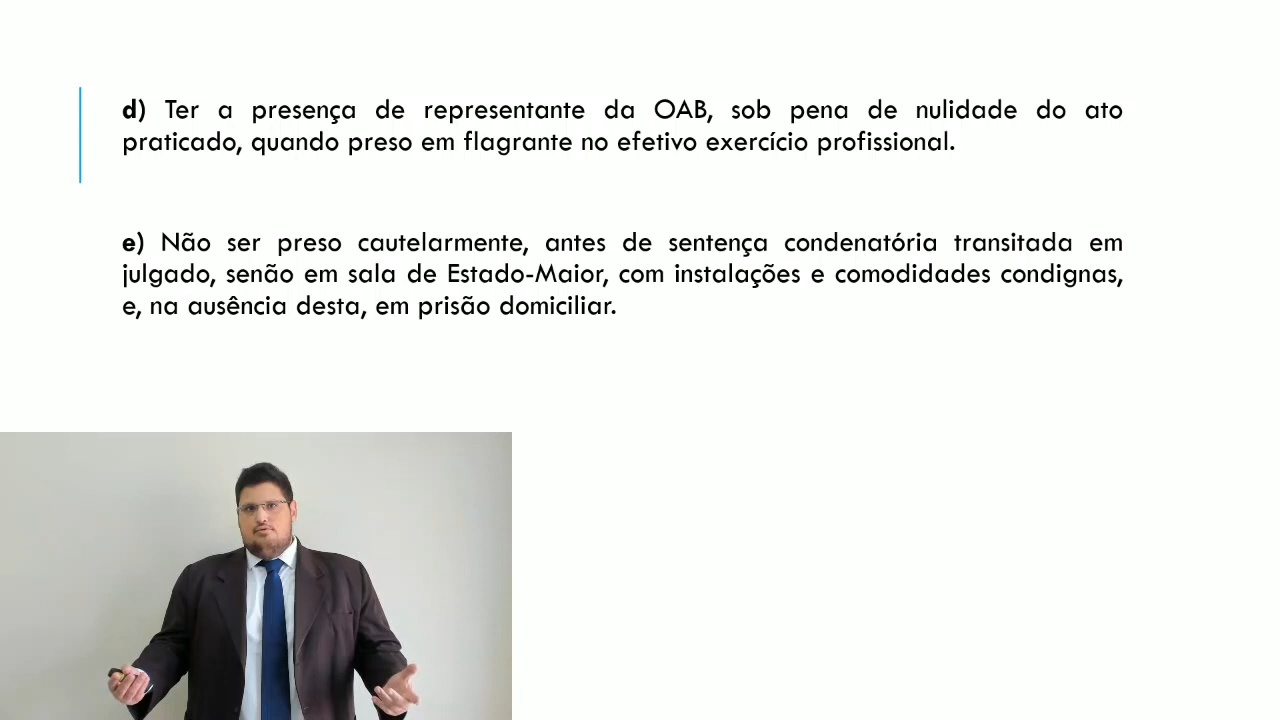 d) Ter a presença de representante da OAB, sob pena de nulidade do ato
praticado, quando preso em flagrante no efetivo exercício profissional.
e) Não ser preso cautelarmente, antes de sentença condenatória transitada em
julgado, senão em sala de Estado-Maior, com instalações e comodidades condignas,
e, na ausência desta, em prisão domiciliar.